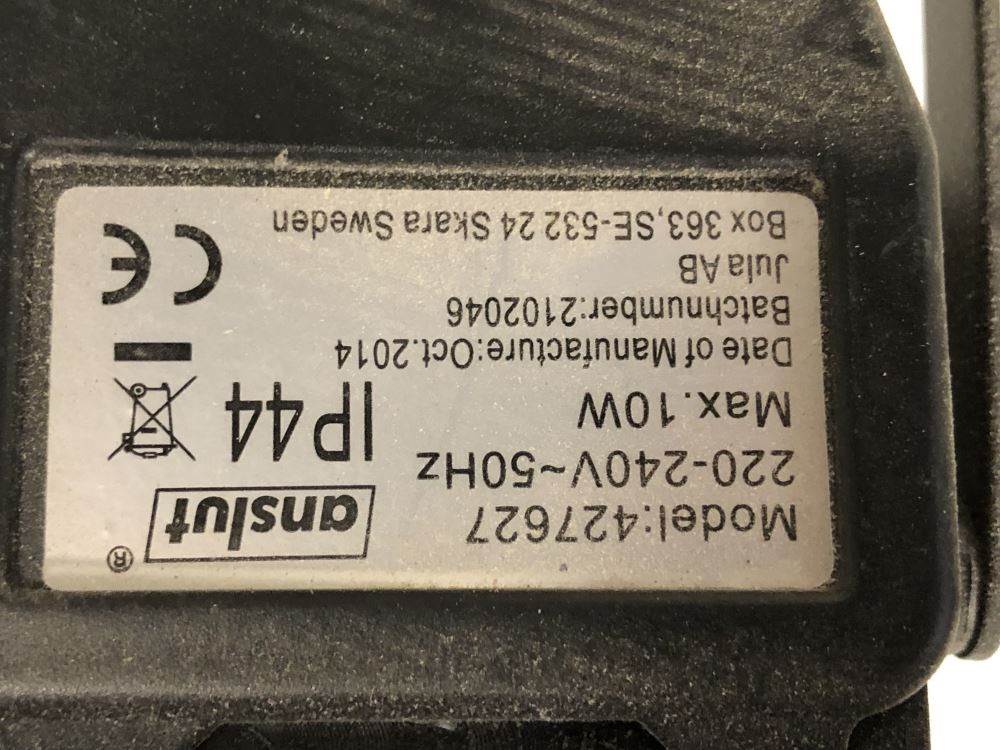 Model:427627
220-240V~50Hz
Max.10W
Date of Manufacture:Oct.2014
Batchnumber:2102046
Jula AB
Box 363,SE-532 24 Skara Sweden
anslut ®
IP44
CE